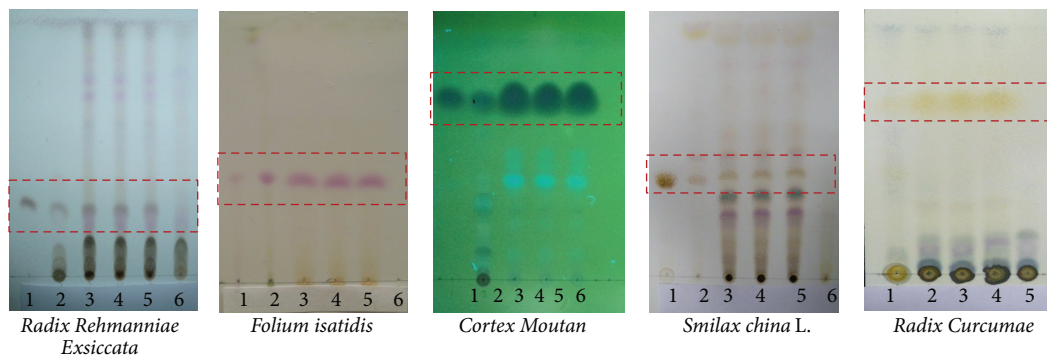 1 2 3 4 5 6
Radix Rehmanniae
Exsiccata
1 2 3 4 5 6
Folium isatidis
1 2 3 4 5 6
Cortex Moutan
1 2 3 4 5 6
Smilax china L.
1 2 3 4 5
Radix Curcumae